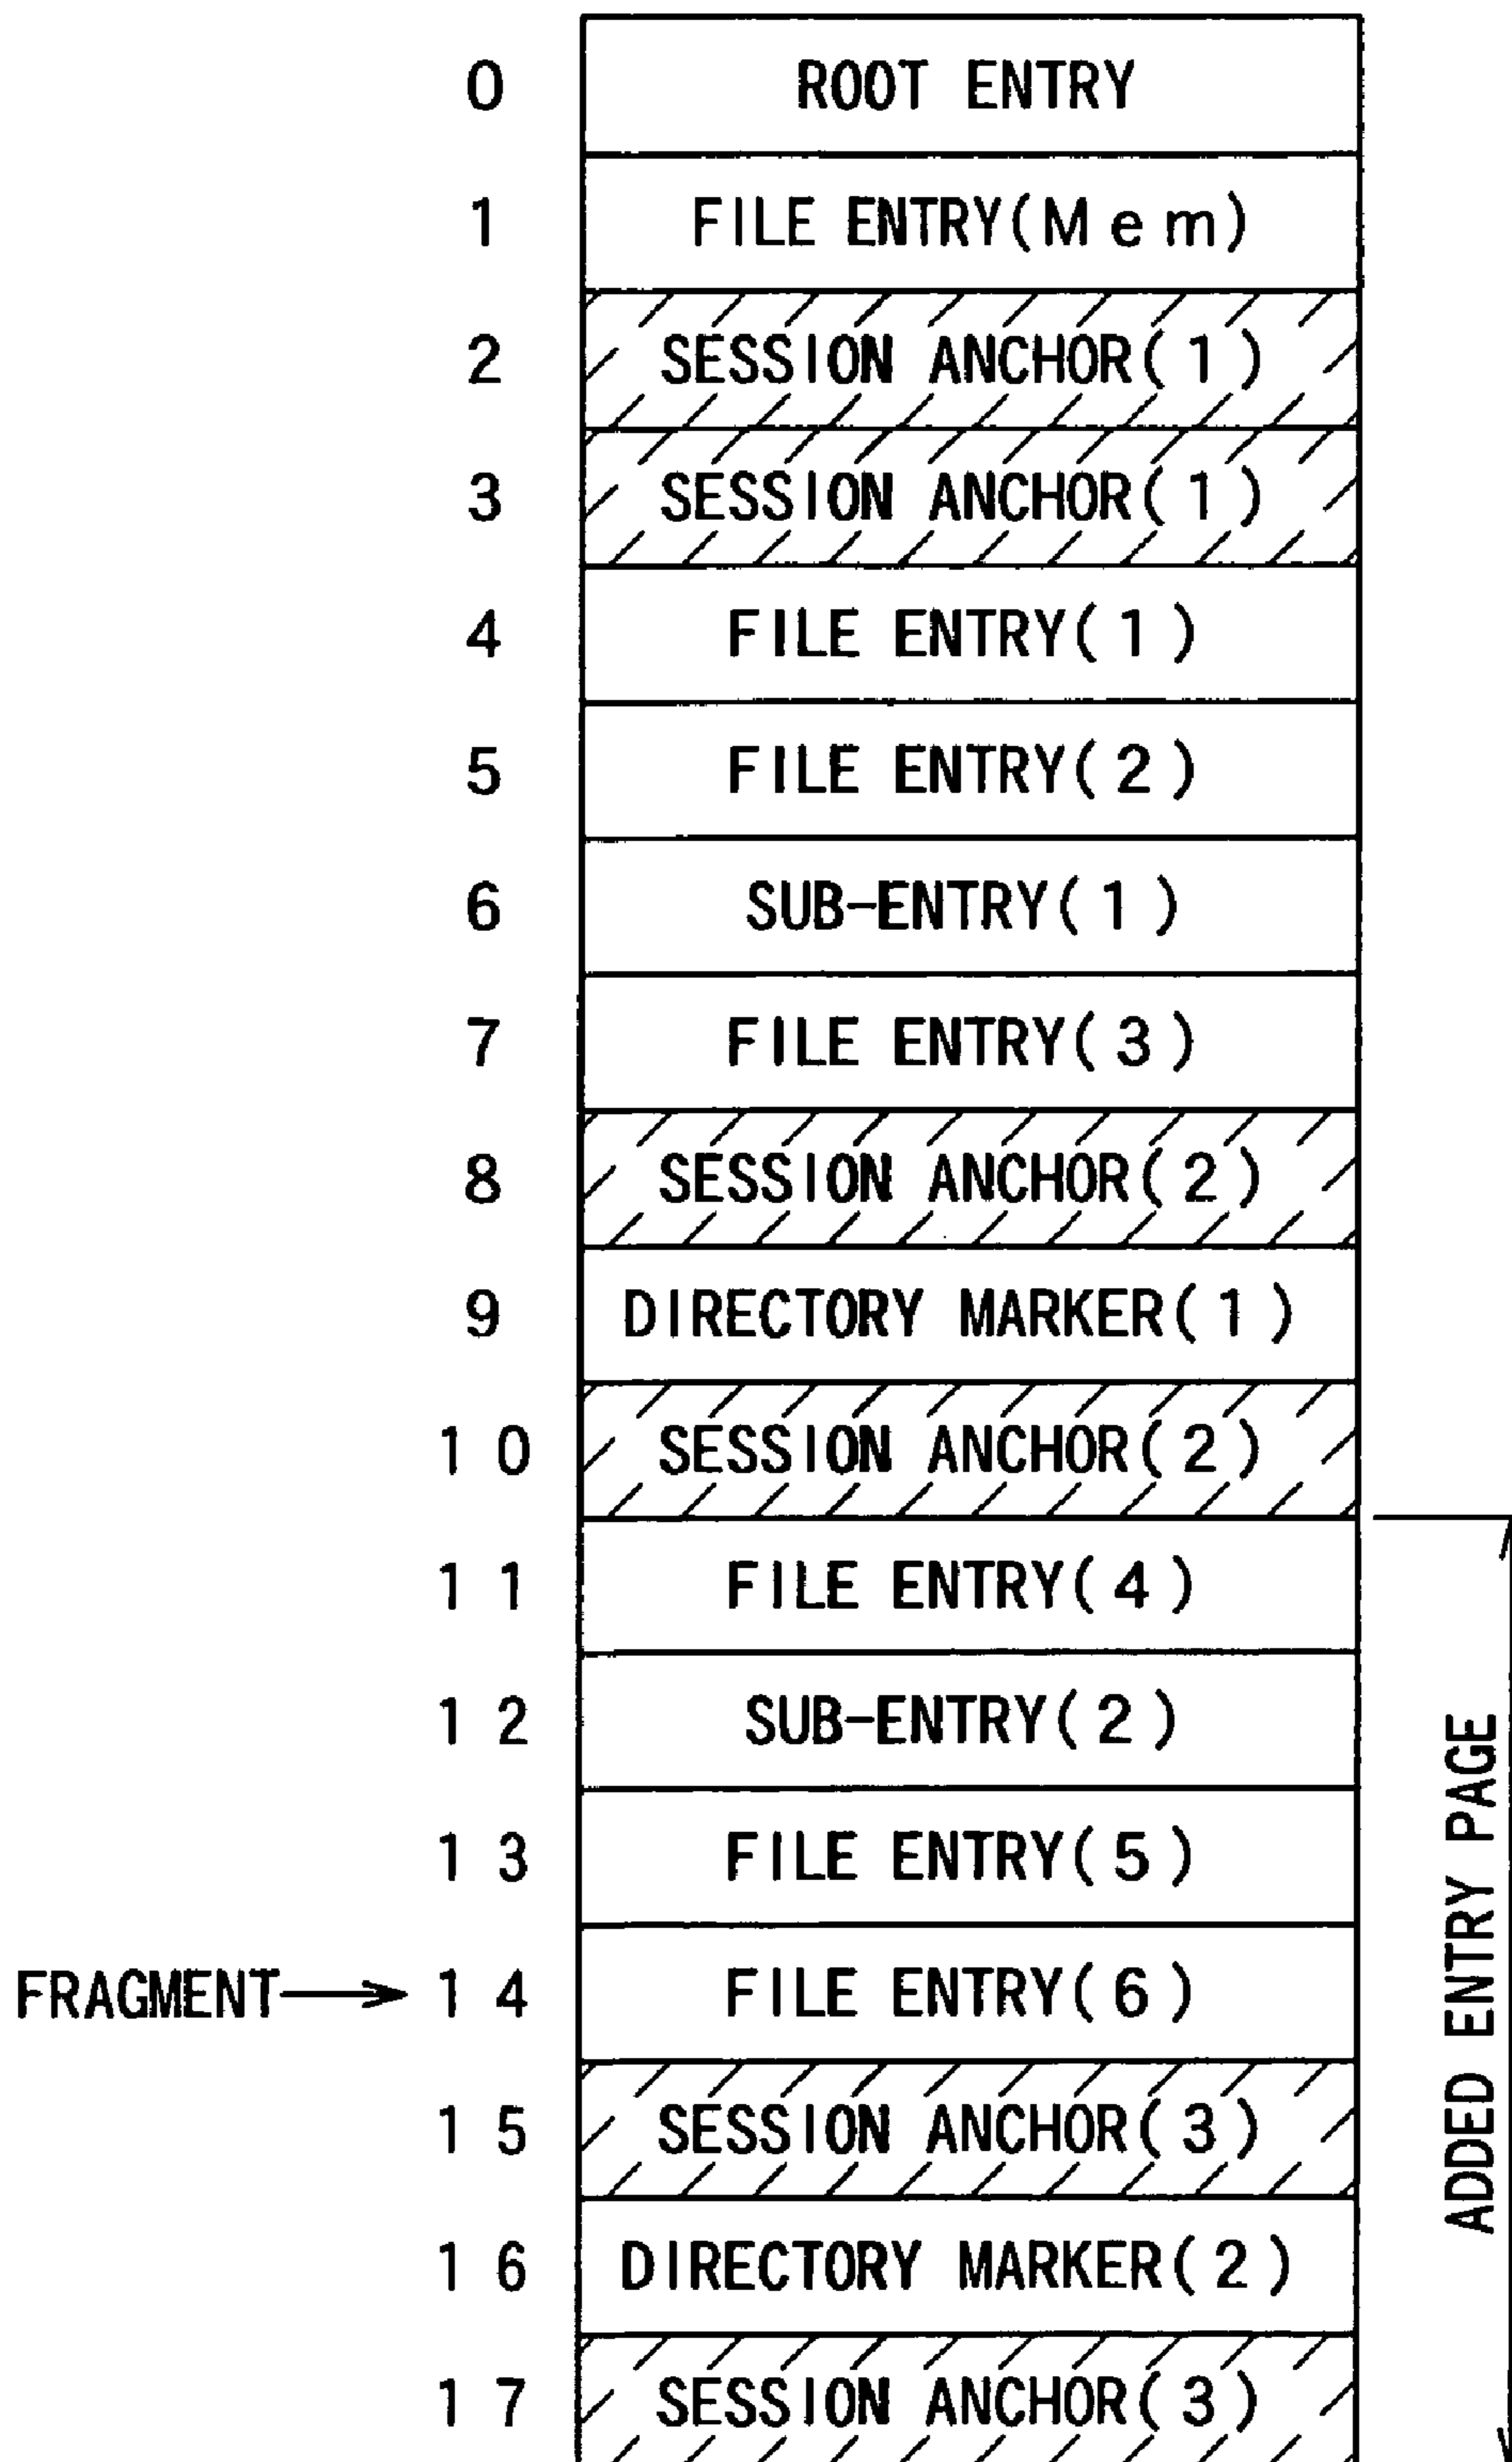 0 ROOT ENTRY
1 FILE ENTRY(Mem)
2 SESSION ANCHOR(1)
3 SESSION ANCHOR(1)
4 FILE ENTRY(1)
5 FILE ENTRY(2)
6 SUB-ENTRY(1)
7 FILE ENTRY(3)
8 SESSION ANCHOR(2)
9 DIRECTORY MARKER(1)
10 SESSION ANCHOR(2)
11 FILE ENTRY(4)
12 SUB-ENTRY(2)
13 FILE ENTRY(5)
FRAGMENT 14 FILE ENTRY(6)
15 SESSION ANCHOR(3)
16 DIRECTORY MARKER(2)
17 SESSION ANCHOR(3)
ADDED ENTRY PAGE